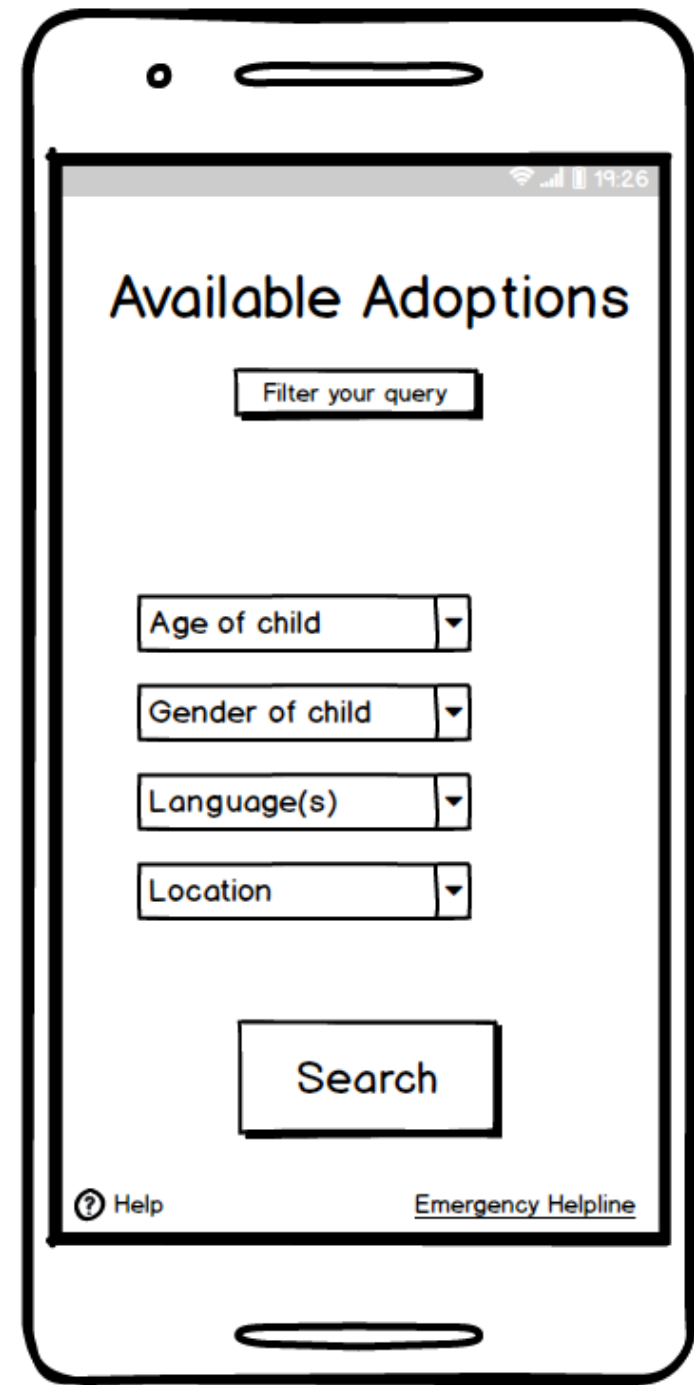 19:26
Available Adoptions
Filter your query
Age of child
Gender of child
Language(s)
Location
Search
? Help
Emergency Helpline